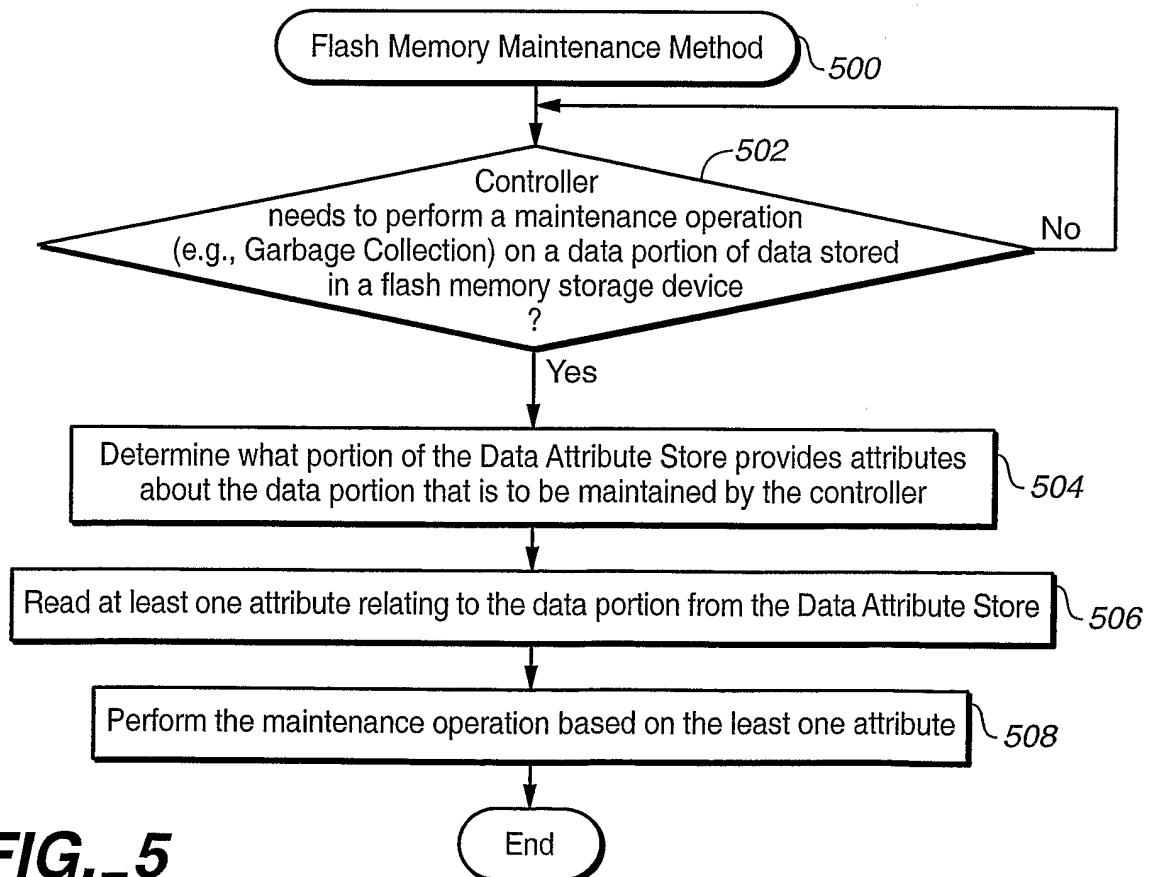 Flash Memory Maintenance Method
500
502
Controller
needs to perform a maintenance operation
(e.g., Garbage Collection) on a data portion of data stored
in a flash memory storage device
?
No
Yes
Determine what portion of the Data Attribute Store provides attributes
about the data portion that is to be maintained by the controller
504
Read at least one attribute relating to the data portion from the Data Attribute Store
506
Perform the maintenance operation based on the least one attribute
508
End
FIG._5